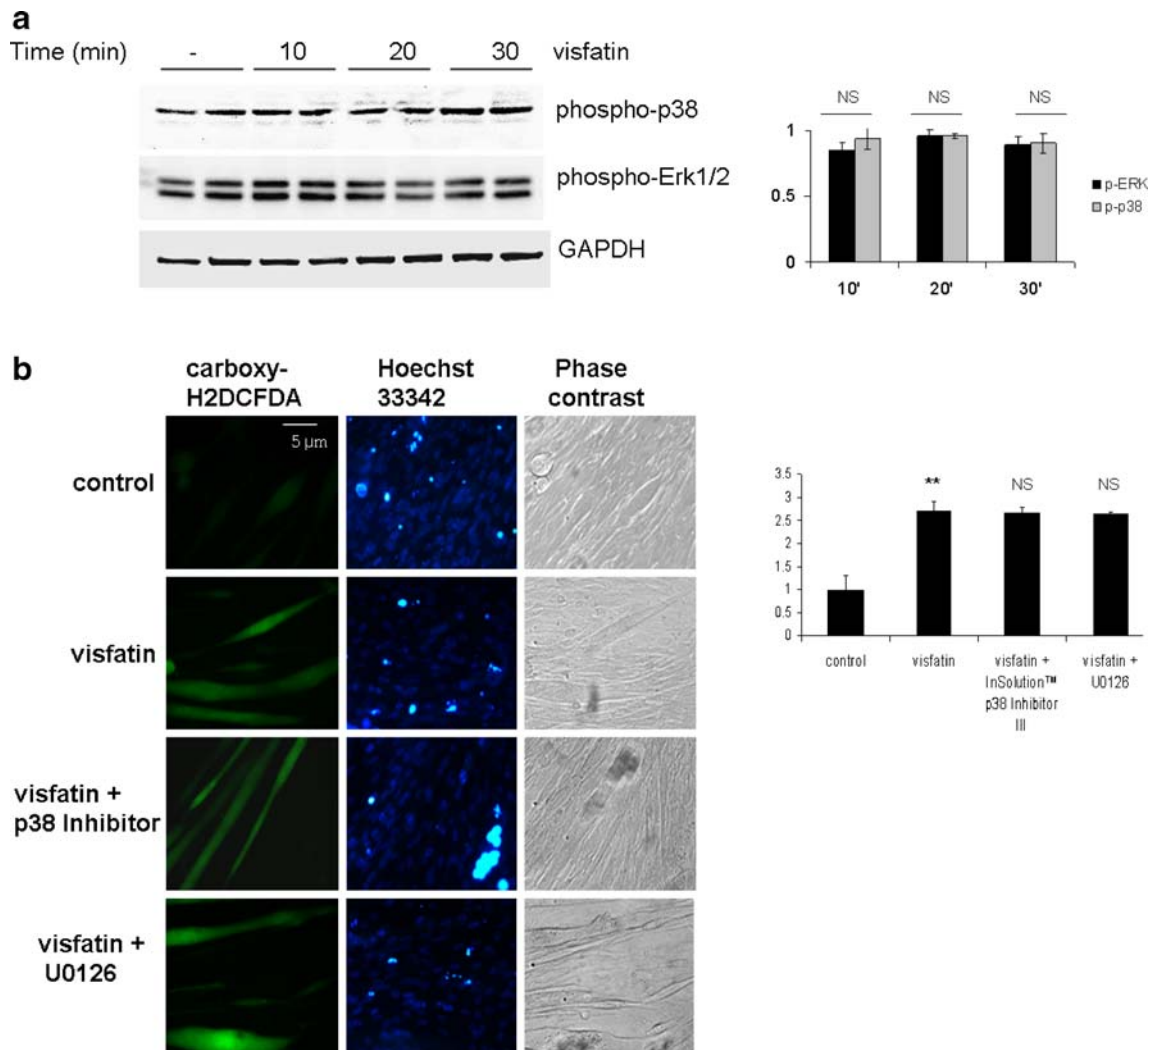 a
Time (min) - 10 20 30 visfatin
phospho-p38
phospho-Erk1/2
GAPDH
NS NS NS
1
0.5
0
10' 20' 30'
p-ERK
p-p38
b
carboxy-
H2DCFDA
Hoechst
33342
Phase
contrast
5 µm
control
visfatin
visfatin +
p38 Inhibitor
visfatin +
U0126
3.5
3
2.5
2
1.5
1
0.5
0
** NS NS
control
visfatin
visfatin +
InSolution™
p38 Inhibitor
III
visfatin +
U0126